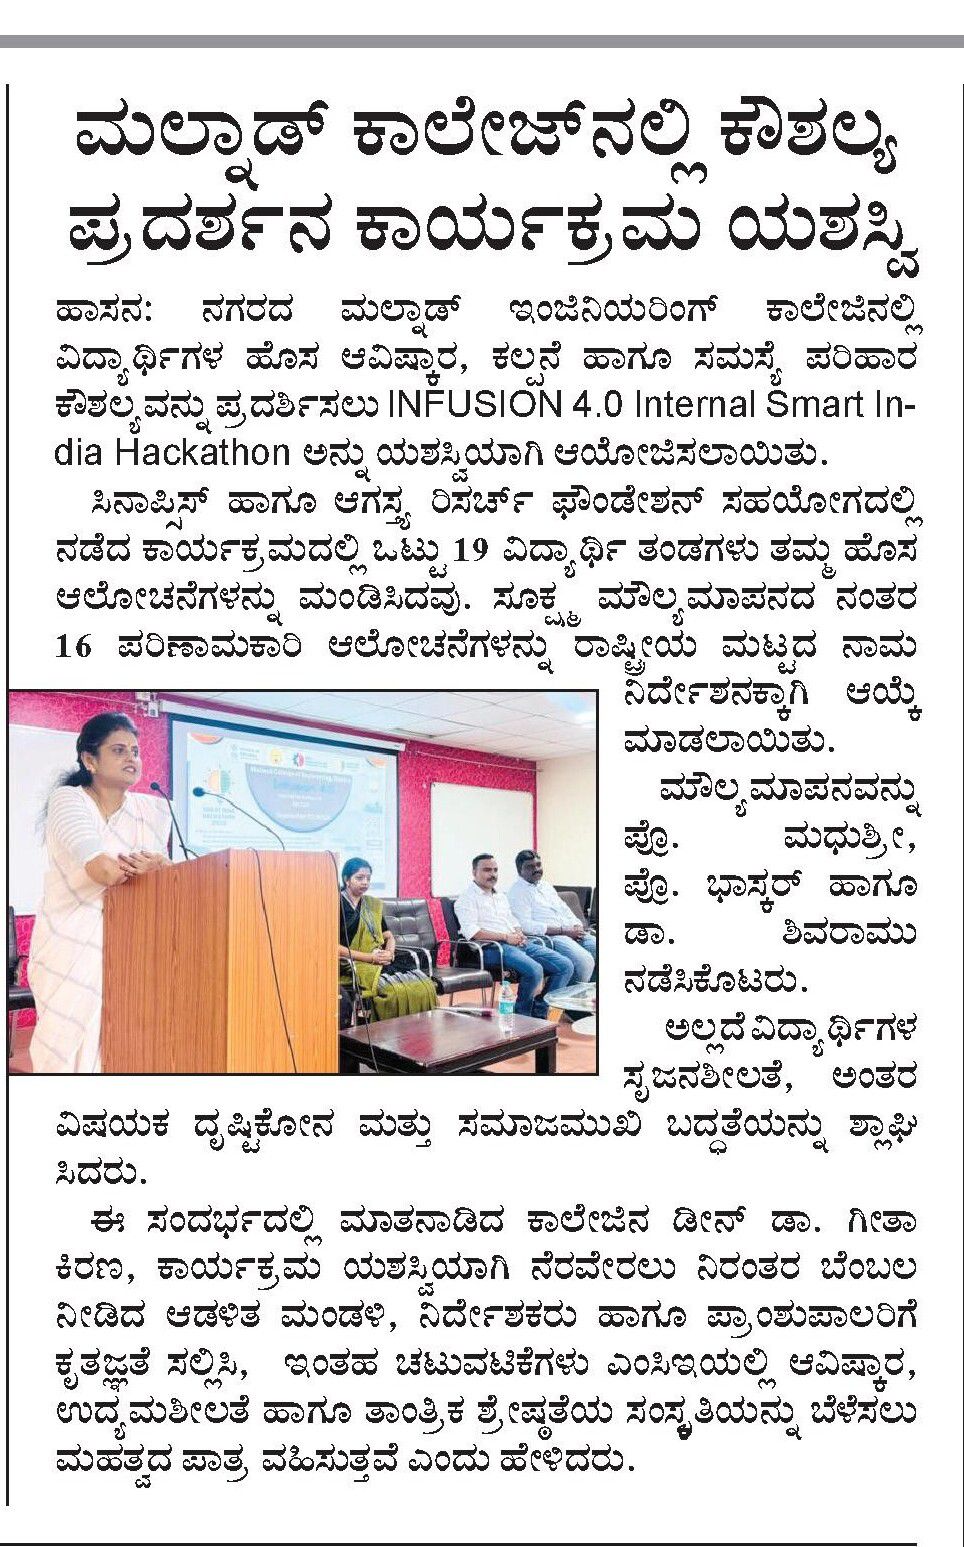 ಮಲ್ನಾಡ್ ಕಾಲೇಜ್‌ನಲ್ಲಿ ಕೌಶಲ್ಯ
ಪ್ರದರ್ಶನ ಕಾರ್ಯಕ್ರಮ ಯಶಸ್ವಿ
ಹಾಸನ: ನಗರದ ಮಲ್ನಾಡ್ ಇಂಜಿನಿಯರಿಂಗ್ ಕಾಲೇಜಿನಲ್ಲಿ
ವಿದ್ಯಾರ್ಥಿಗಳ ಹೊಸ ಆವಿಷ್ಕಾರ, ಕಲ್ಪನೆ ಹಾಗೂ ಸಮಸ್ಯೆ ಪರಿಹಾರ
ಕೌಶಲ್ಯವನ್ನು ಪ್ರದರ್ಶಿಸಲು INFUSION 4.0 Internal Smart In-
dia Hackathon ಅನ್ನು ಯಶಸ್ವಿಯಾಗಿ ಆಯೋಜಿಸಲಾಯಿತು.
ಸಿನಾಪ್ಸಿಸ್ ಹಾಗೂ ಆಗಸ್ತ್ಯ ರಿಸರ್ಚ್ ಫೌಂಡೇಶನ್ ಸಹಯೋಗದಲ್ಲಿ
ನಡೆದ ಕಾರ್ಯಕ್ರಮದಲ್ಲಿ ಒಟ್ಟು 19 ವಿದ್ಯಾರ್ಥಿ ತಂಡಗಳು ತಮ್ಮ ಹೊಸ
ಆಲೋಚನೆಗಳನ್ನು ಮಂಡಿಸಿದವು. ಸೂಕ್ಷ್ಮ ಮೌಲ್ಯಮಾಪನದ ನಂತರ
16 ಪರಿಣಾಮಕಾರಿ ಆಲೋಚನೆಗಳನ್ನು ರಾಷ್ಟ್ರೀಯ ಮಟ್ಟದ ನಾಮ
ನಿರ್ದೇಶನಕ್ಕಾಗಿ ಆಯ್ಕೆ
ಮಾಡಲಾಯಿತು.
ಮೌಲ್ಯಮಾಪನವನ್ನು
ಪ್ರೊ. ಮಧುಶ್ರೀ,
ಪ್ರೊ. ಭಾಸ್ಕರ್ ಹಾಗೂ
ಡಾ. ಶಿವರಾಮು
ನಡೆಸಿಕೊಟರು.
ಅಲ್ಲದೆ ವಿದ್ಯಾರ್ಥಿಗಳ
ಸೃಜನಶೀಲತೆ, ಅಂತರ
ವಿಷಯಕ ದೃಷ್ಟಿಕೋನ ಮತ್ತು ಸಮಾಜಮುಖಿ ಬದ್ಧತೆಯನ್ನು ಶ್ಲಾಘಿ
ಸಿದರು.
ಈ ಸಂದರ್ಭದಲ್ಲಿ ಮಾತನಾಡಿದ ಕಾಲೇಜಿನ ಡೀನ್ ಡಾ. ಗೀತಾ
ಕಿರಣ, ಕಾರ್ಯಕ್ರಮ ಯಶಸ್ವಿಯಾಗಿ ನೆರವೇರಲು ನಿರಂತರ ಬೆಂಬಲ
ನೀಡಿದ ಆಡಳಿತ ಮಂಡಳಿ, ನಿರ್ದೇಶಕರು ಹಾಗೂ ಪ್ರಾಂಶುಪಾಲರಿಗೆ
ಕೃತಜ್ಞತೆ ಸಲ್ಲಿಸಿ, ಇಂತಹ ಚಟುವಟಿಕೆಗಳು ಎಂಸಿಇಯಲ್ಲಿ ಆವಿಷ್ಕಾರ,
ಉದ್ಯಮಶೀಲತೆ ಹಾಗೂ ತಾಂತ್ರಿಕ ಶ್ರೇಷ್ಠತೆಯ ಸಂಸ್ಕೃತಿಯನ್ನು ಬೆಳೆಸಲು
ಮಹತ್ವದ ಪಾತ್ರ ವಹಿಸುತ್ತವೆ ಎಂದು ಹೇಳಿದರು.